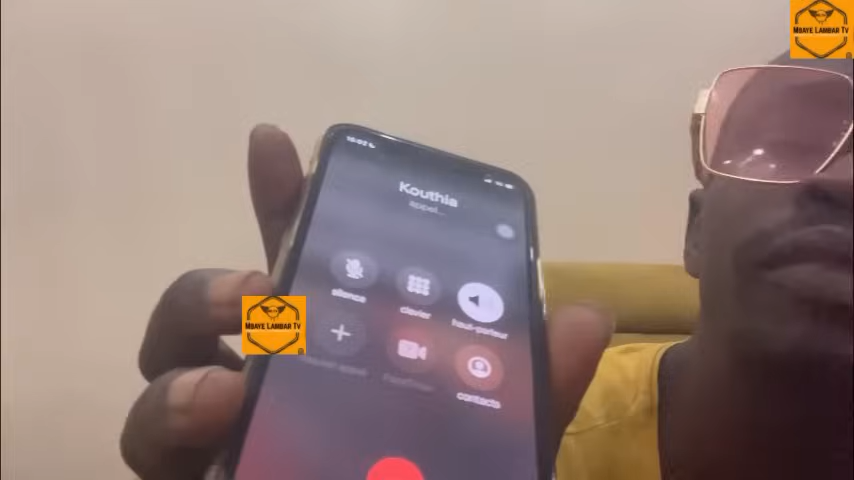 MBAYE LAMBAR TV
Kouthia
appel...
silence
clavier
haut-parleur
MBAYE LAMBAR TV
FaceTime
contacts